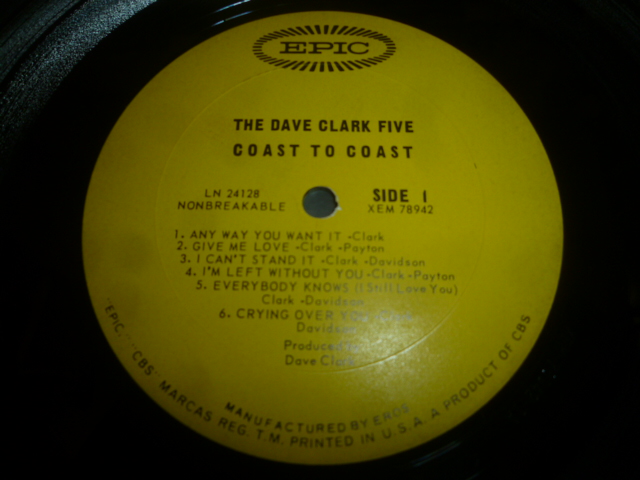 EPIC
THE DAVE CLARK FIVE
COAST TO COAST
LN 24128
NONBREAKABLE
SIDE 1
XEM 78942
1. ANY WAY YOU WANT IT -Clark
2. GIVE ME LOVE -Clark -Payton
3. I CAN'T STAND IT -Clark -Davidson
4. I'M LEFT WITHOUT YOU -Clark -Payton
5. EVERYBODY KNOWS (I Still Love You)
Clark -Davidson
6. CRYING OVER YOU -Clark
Davidson
Produced by
Dave Clark
MANUFACTURED BY EPIC
"EPIC," "CBS" MARCAS REG. T.M. PRINTED IN U.S.A. A PRODUCT OF CBS